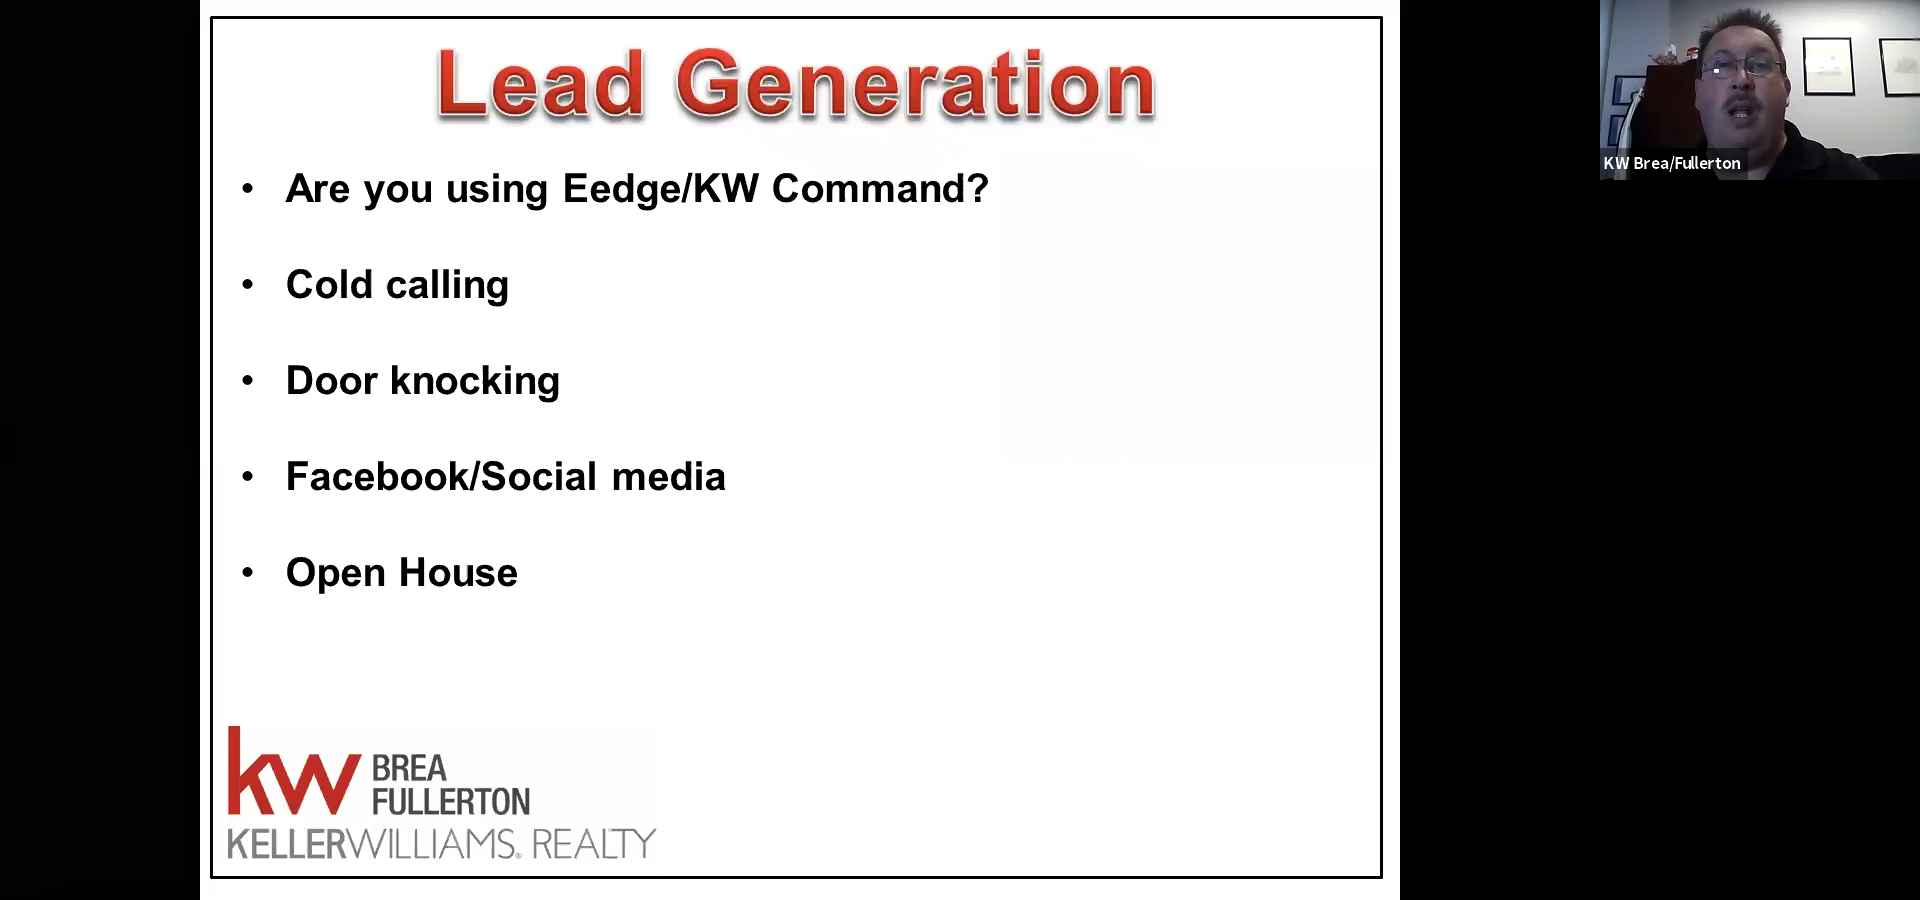 Lead Generation
• Are you using Eedge/KW Command?
• Cold calling
• Door knocking
• Facebook/Social media
• Open House
kw BREA
FULLERTON
KELLERWILLIAMS. REALTY
KW Brea/Fullerton